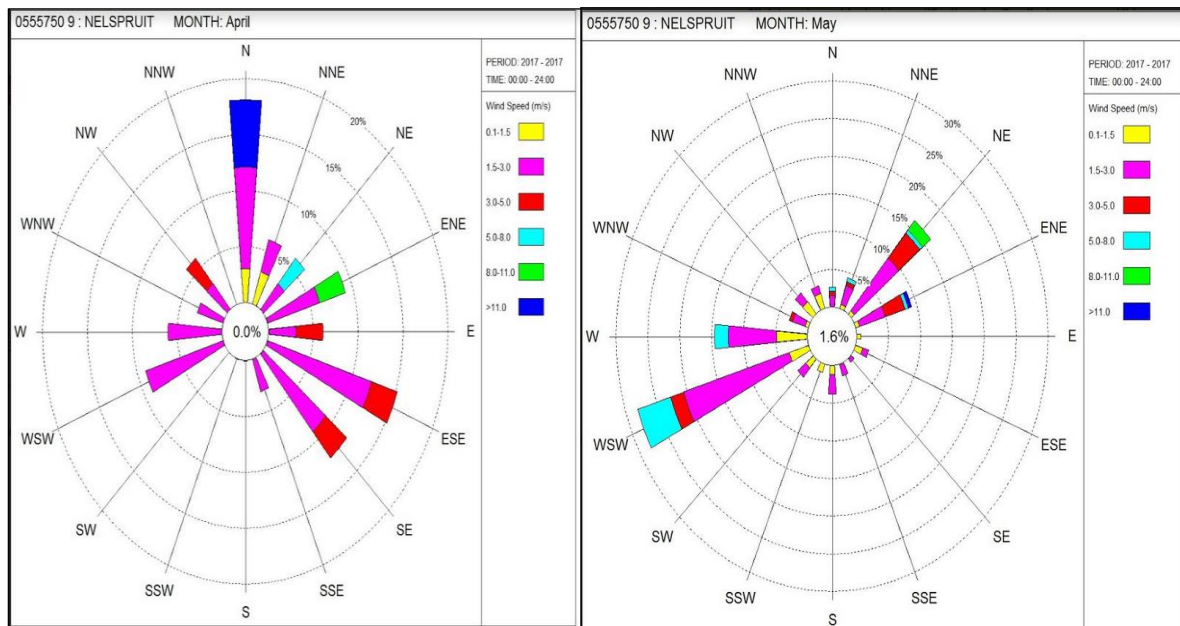 0555750 9 : NELSPRUIT MONTH: April
PERIOD: 2017 - 2017
TIME: 00:00 - 24:00
Wind Speed (m/s)
0.1-1.5
1.5-3.0
3.0-5.0
5.0-8.0
8.0-11.0
>11.0
N
NNW
NNE
NW
NE
WNW
ENE
W
E
WSW
ESE
SW
SE
SSW
SSE
S
20%
15%
10%
5%
0.0%
0555750 9 : NELSPRUIT MONTH: May
PERIOD: 2017 - 2017
TIME: 00:00 - 24:00
Wind Speed (m/s)
0.1-1.5
1.5-3.0
3.0-5.0
5.0-8.0
8.0-11.0
>11.0
N
NNW
NNE
NW
NE
WNW
ENE
W
E
WSW
ESE
SW
SE
SSW
SSE
S
30%
25%
20%
15%
10%
5%
1.6%